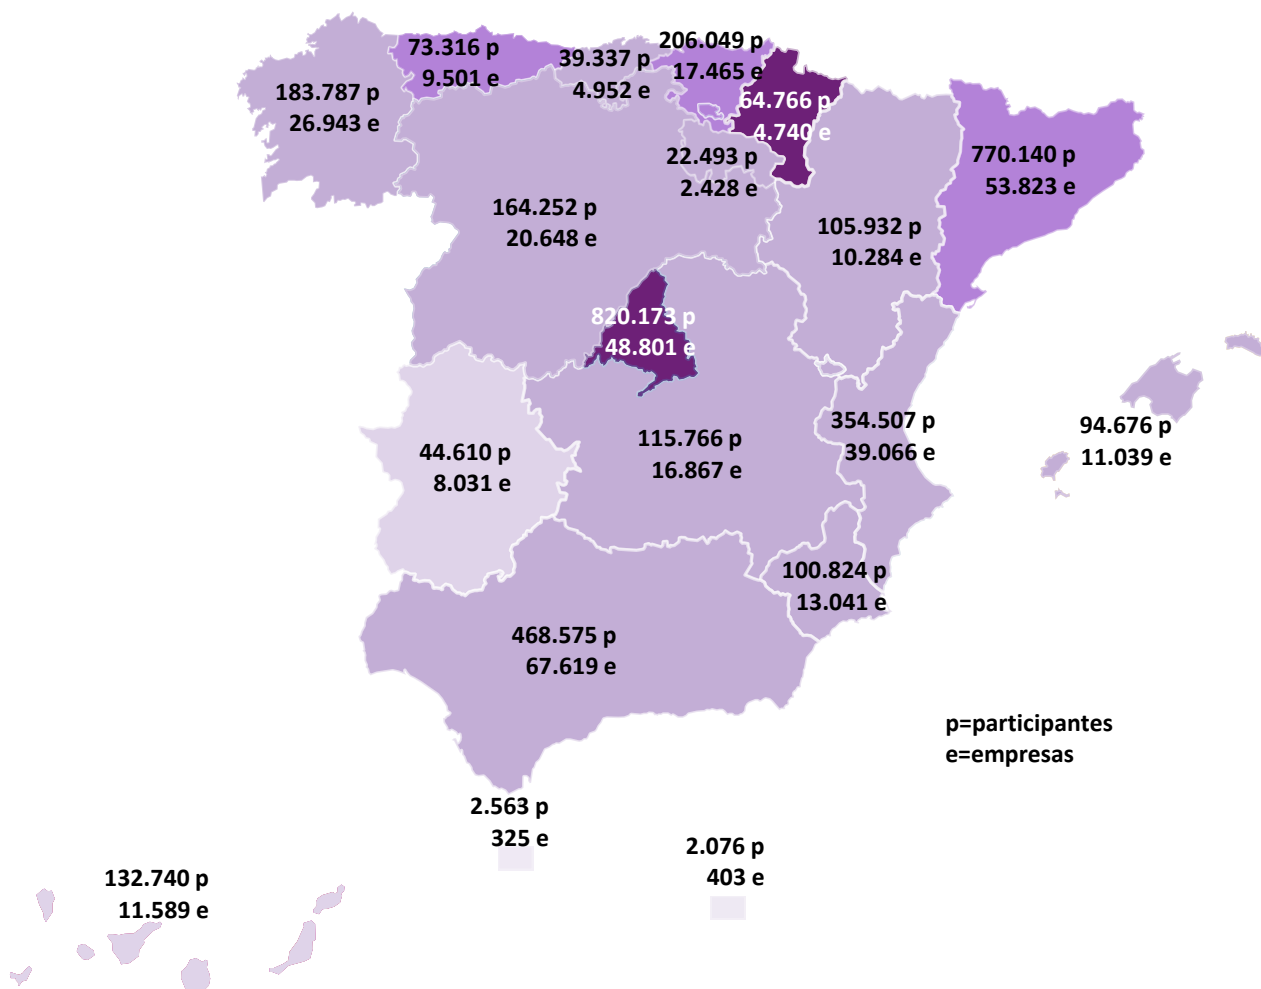 73.316 p
9.501 e
39.337 p
4.952 e
206.049 p
17.465 e
183.787 p
26.943 e
64.766 p
4.740 e
22.493 p
2.428 e
770.140 p
53.823 e
164.252 p
20.648 e
105.932 p
10.284 e
820.173 p
48.801 e
354.507 p
39.066 e
94.676 p
11.039 e
115.766 p
16.867 e
44.610 p
8.031 e
100.824 p
13.041 e
468.575 p
67.619 e
p=participantes
e=empresas
2.563 p
325 e
2.076 p
403 e
132.740 p
11.589 e